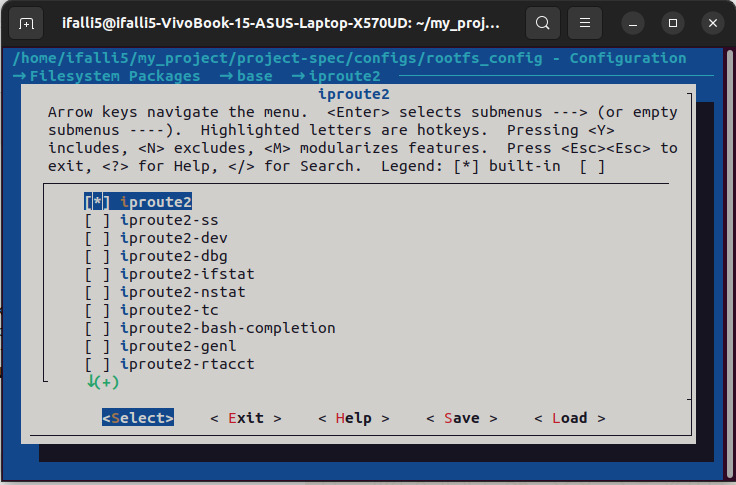 ifalli5@ifalli5-VivoBook-15-ASUS-Laptop-X570UD: ~/my_proj...
/home/ifalli5/my_project/project-spec/configs/rootfs_config - Configuration
→ Filesystem Packages → base → iproute2
iproute2
Arrow keys navigate the menu. <Enter> selects submenus ---> (or empty
submenus ----). Highlighted letters are hotkeys. Pressing <Y>
includes, <N> excludes, <M> modularizes features. Press <Esc><Esc> to
exit, <?> for Help, </> for Search. Legend: [*] built-in [ ]
[*] iproute2
[ ] iproute2-ss
[ ] iproute2-dev
[ ] iproute2-dbg
[ ] iproute2-ifstat
[ ] iproute2-nstat
[ ] iproute2-tc
[ ] iproute2-bash-completion
[ ] iproute2-genl
[ ] iproute2-rtacct
↓(+)
<Select> < Exit > < Help > < Save > < Load >